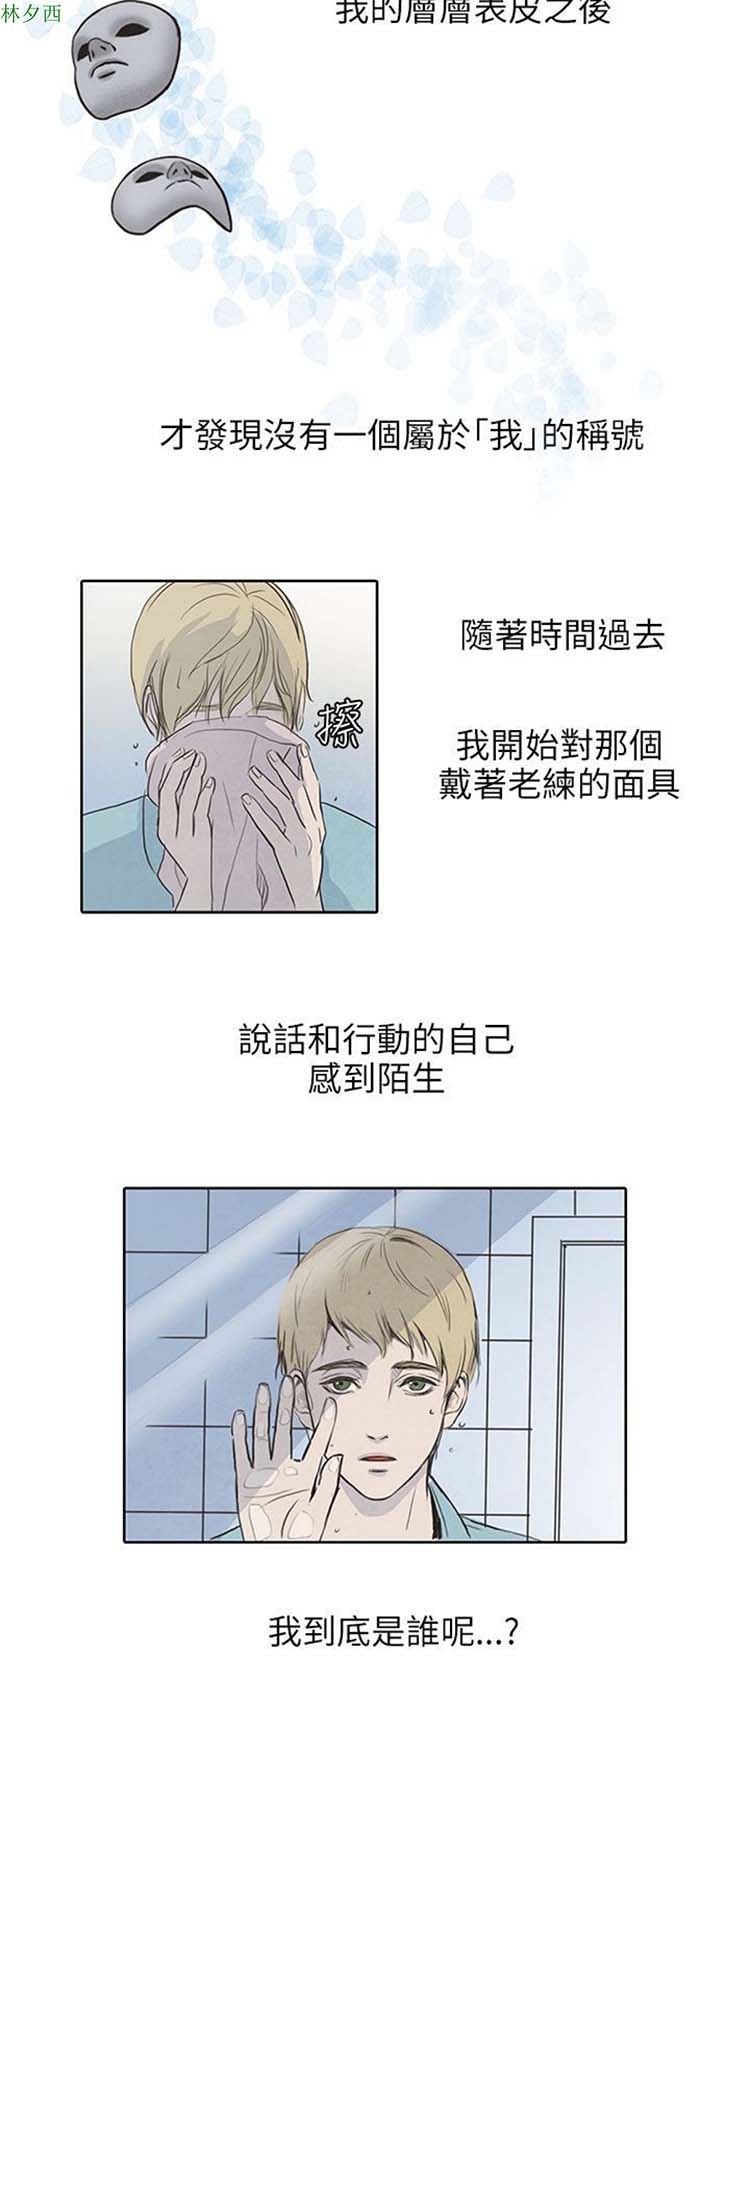 林夕西
我的層層表皮之後
才發現沒有一個屬於「我」的稱號
隨著時間過去
擦
我開始對那個
戴著老練的面具
說話和行動的自己
感到陌生
我到底是誰呢...?